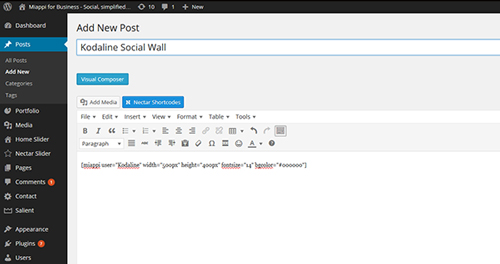 Miappi for Business - Social, simplified... 10 1 + New
Dashboard
Posts
All Posts
Add New
Categories
Tags
Portfolio
Media
Home Slider
Nectar Slider
Pages
Comments 1
Contact
Salient
Appearance
Plugins 7
Users
Add New Post
Kodaline Social Wall
Visual Composer
Add Media Nectar Shortcodes
File Edit Insert View Format Table Tools
B I
Paragraph
[miappi user="Kodaline" width="500px" height="400px" fontsize="14" bgcolor="#000000"]